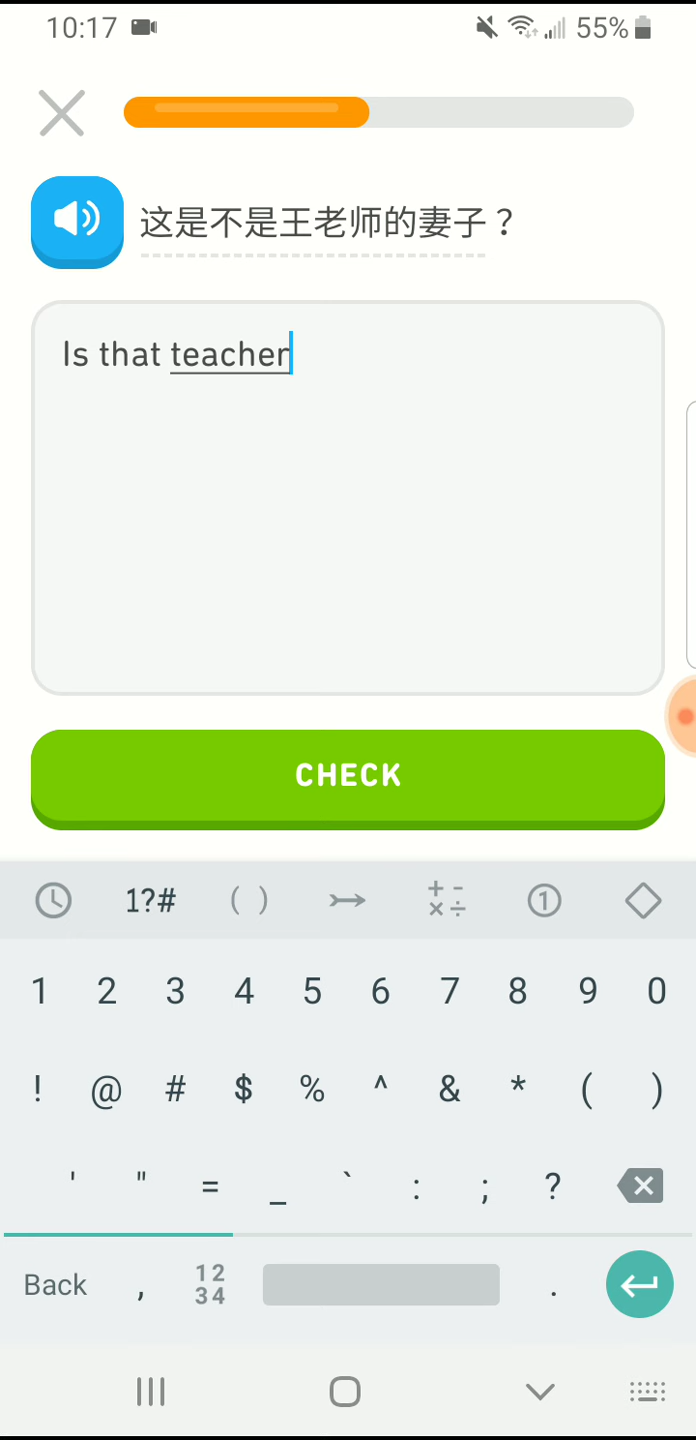 10:17 55%
这是不是王老师的妻子？
Is that teacher
CHECK
1?# ( ) + - × ÷ 1
1 2 3 4 5 6 7 8 9 0
! @ # $ % ^ & * ( )
' " = _ ` : ; ?
Back , 12 34 .